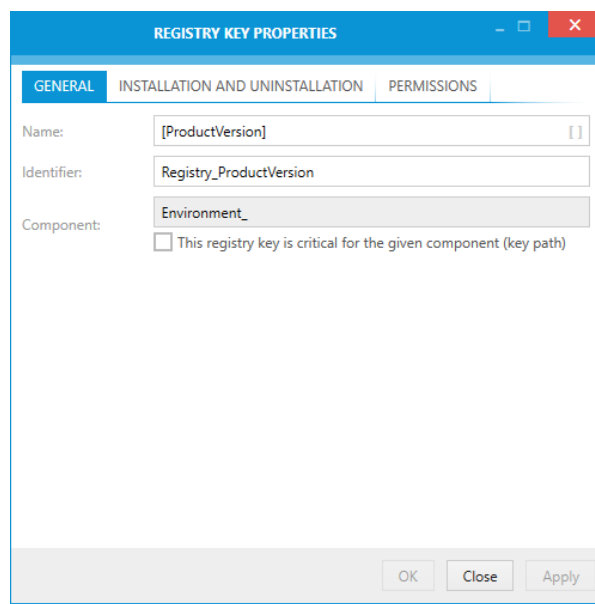 REGISTRY KEY PROPERTIES
GENERAL INSTALLATION AND UNINSTALLATION PERMISSIONS
Name: [ProductVersion] [ ]
Identifier: Registry_ProductVersion
Component: Environment_
This registry key is critical for the given component (key path)
OK Close Apply